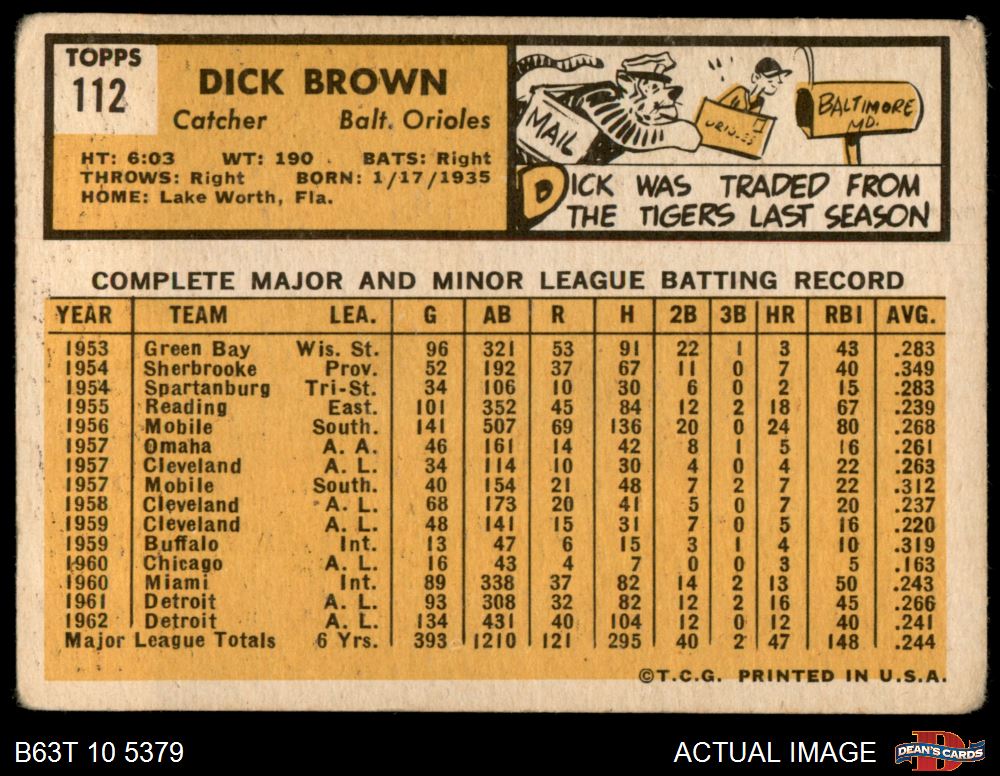 TOPPS
112
DICK BROWN
Catcher Balt. Orioles
HT: 6:03 WT: 190 BATS: Right
THROWS: Right BORN: 1/17/1935
HOME: Lake Worth, Fla.
MAIL
ORIOLES
BALTIMORE
MD.
DICK WAS TRADED FROM
THE TIGERS LAST SEASON
COMPLETE MAJOR AND MINOR LEAGUE BATTING RECORD
YEAR TEAM LEA. G AB R H 2B 3B HR RBI AVG.
1953 Green Bay Wis. St. 96 321 53 91 22 1 3 43 .283
1954 Sherbrooke Prov. 52 192 37 67 11 0 7 40 .349
1954 Spartanburg Tri-St. 34 106 10 30 6 0 2 15 .283
1955 Reading East. 101 352 45 84 12 2 18 67 .239
1956 Mobile South. 141 507 69 136 20 0 24 80 .268
1957 Omaha A. A. 46 161 14 42 8 1 5 16 .261
1957 Cleveland A. L. 34 114 10 30 4 0 4 22 .263
1957 Mobile South. 40 154 21 48 7 2 7 22 .312
1958 Cleveland A. L. 68 173 20 41 5 0 7 20 .237
1959 Cleveland A. L. 48 141 15 31 7 0 5 16 .220
1959 Buffalo Int. 13 47 6 15 3 1 4 10 .319
1960 Chicago A. L. 16 43 4 7 0 0 3 5 .163
1960 Miami Int. 89 338 37 82 14 2 13 50 .243
1961 Detroit A. L. 93 308 32 82 12 2 16 45 .266
1962 Detroit A. L. 134 431 40 104 12 0 12 40 .241
Major League Totals 6 Yrs. 393 1210 121 295 40 2 47 148 .244
©T.C.G. PRINTED IN U.S.A.
B63T 10 5379 ACTUAL IMAGE
D
DEAN'S CARDS